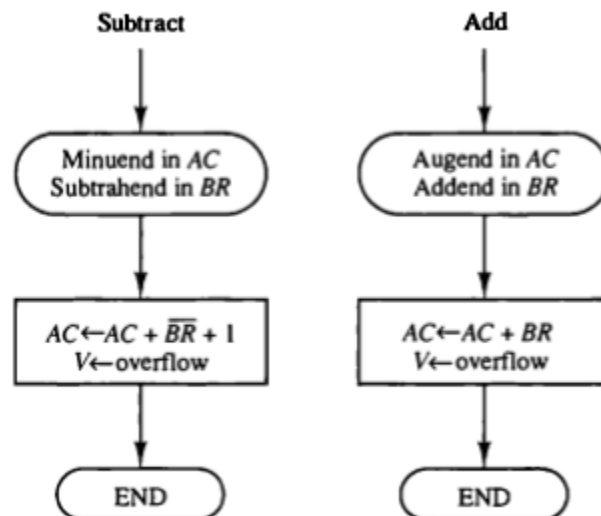 Subtract
Minuend in AC
Subtrahend in BR
AC←AC + B̅R̅ + 1
V←overflow
END
Add
Augend in AC
Addend in BR
AC←AC + BR
V←overflow
END